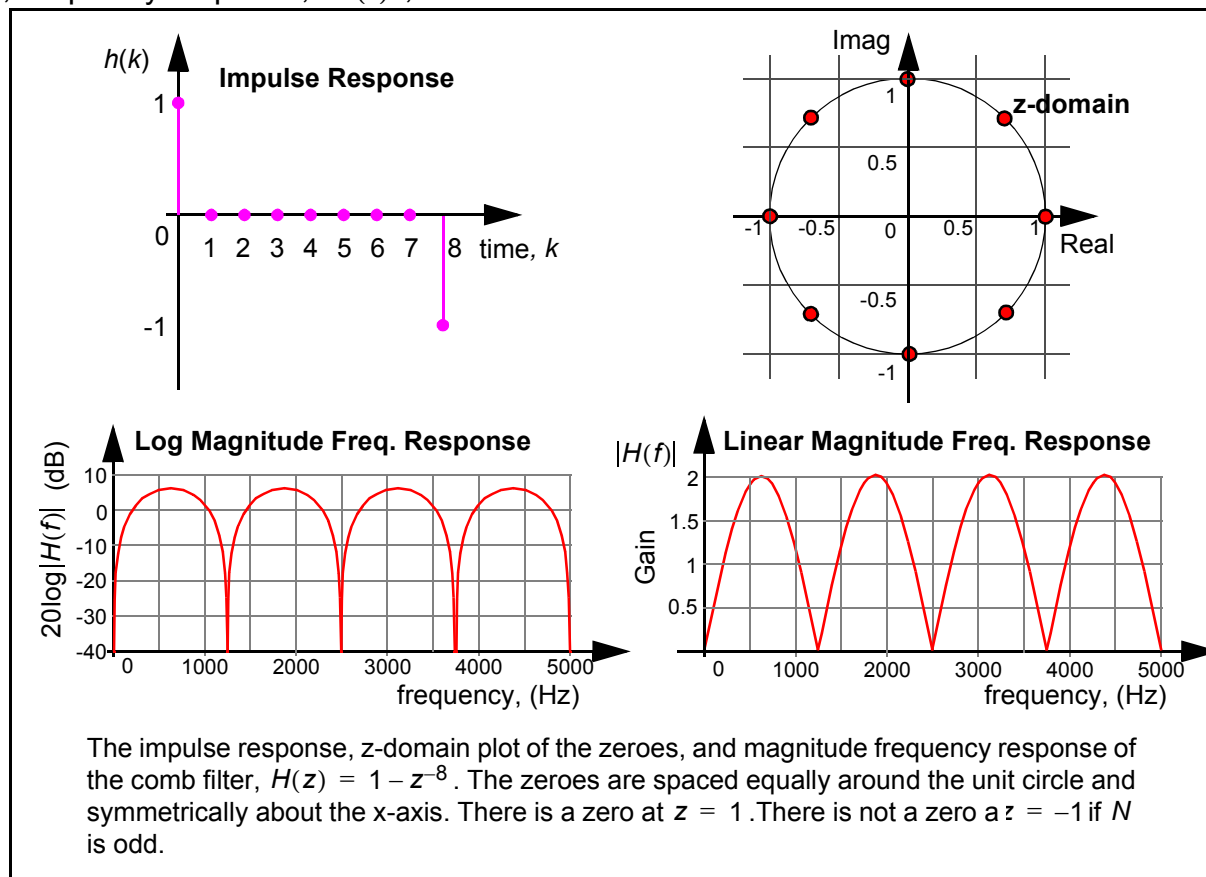 h(k)
Impulse Response
1
0
1 2 3 4 5 6 7 8 time, k
-1
Imag
z-domain
1
0.5
-1 -0.5 0 0.5 1
Real
-0.5
-1
Log Magnitude Freq. Response
20log|H(f)| (dB)
10
0
-10
-20
-30
-40
0 1000 2000 3000 4000 5000
frequency, (Hz)
|H(f)| Linear Magnitude Freq. Response
Gain
2
1.5
1
0.5
0 1000 2000 3000 4000 5000
frequency, (Hz)
The impulse response, z-domain plot of the zeroes, and magnitude frequency response of
the comb filter, H(z) = 1 – z⁻⁸ . The zeroes are spaced equally around the unit circle and
symmetrically about the x-axis. There is a zero at z = 1 .There is not a zero a z = –1 if N
is odd.